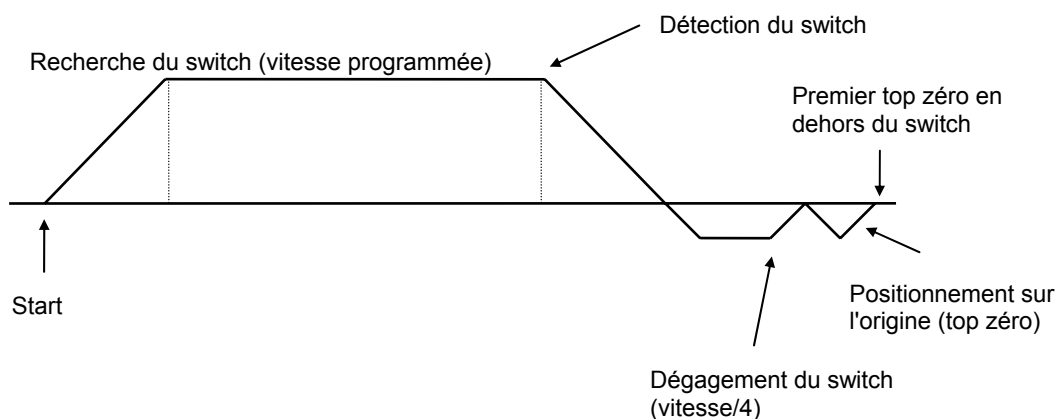 Détection du switch
Recherche du switch (vitesse programmée)
Premier top zéro en
dehors du switch
Start
Positionnement sur
l'origine (top zéro)
Dégagement du switch
(vitesse/4)